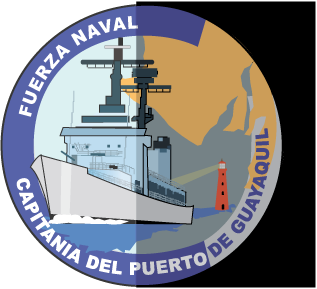 FUERZA NAVAL
CAPITANIA DEL PUERTO DE GUAYAQUIL